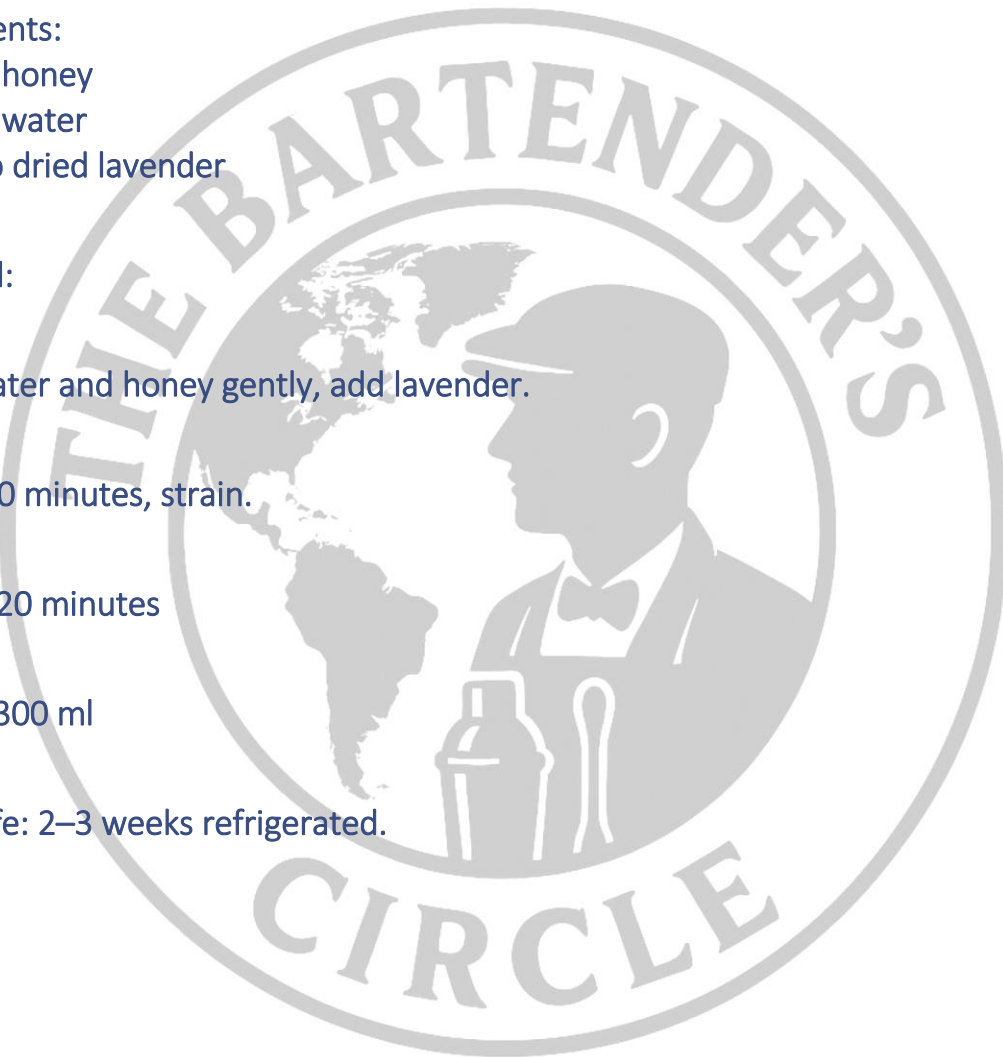 ents:
honey
water
o dried lavender
d:
ater and honey gently, add lavender.
0 minutes, strain.
20 minutes
300 ml
fe: 2–3 weeks refrigerated.
THE BARTENDER'S
CIRCLE